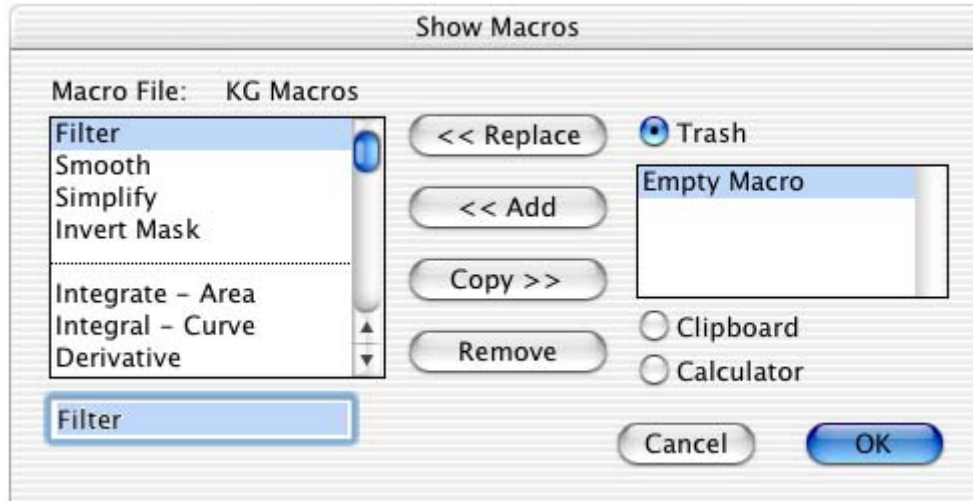 Show Macros
Macro File: KG Macros
Filter
Smooth
Simplify
Invert Mask
Integrate – Area
Integral – Curve
Derivative
Filter
<< Replace
<< Add
Copy >>
Remove
Trash
Empty Macro
Clipboard
Calculator
Cancel
OK